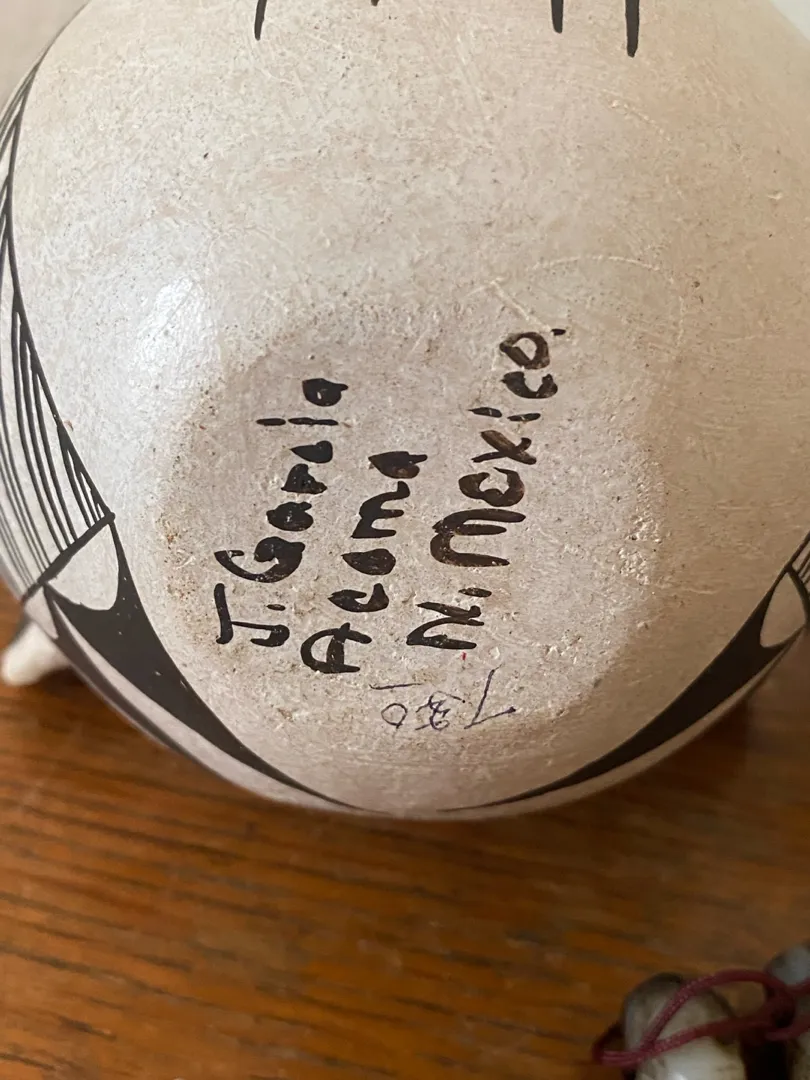 J. Garcia
Acoma
N. Mexico.